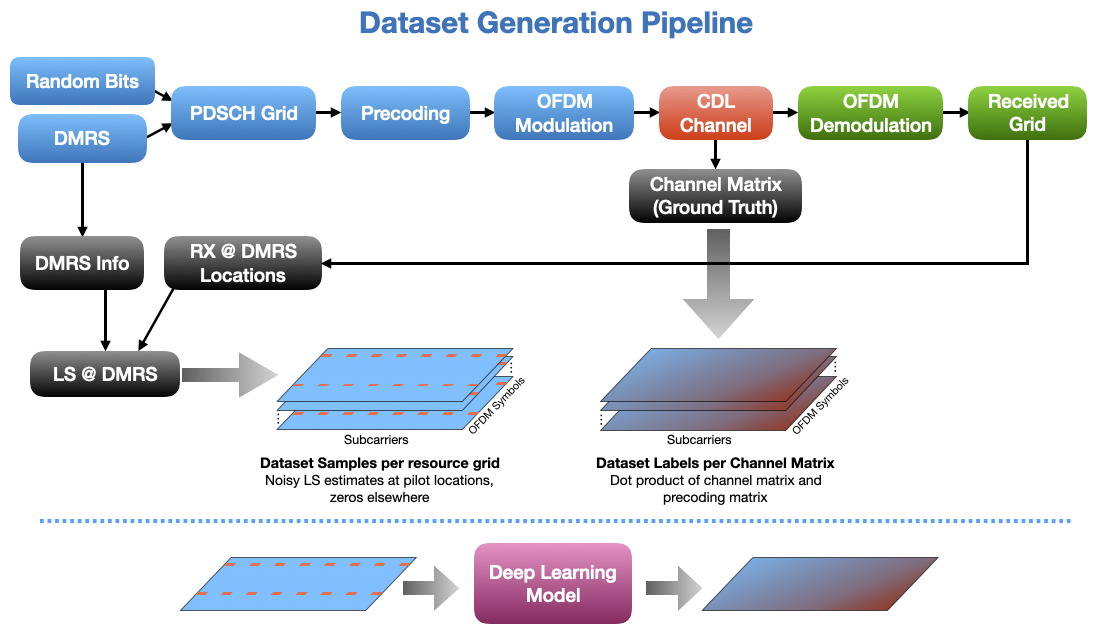 Dataset Generation Pipeline
Random Bits
DMRS
PDSCH Grid
Precoding
OFDM
Modulation
CDL
Channel
OFDM
Demodulation
Received
Grid
Channel Matrix
(Ground Truth)
DMRS Info
RX @ DMRS
Locations
LS @ DMRS
Subcarriers
OFDM Symbols
Dataset Samples per resource grid
Noisy LS estimates at pilot locations,
zeros elsewhere
Subcarriers
OFDM Symbols
Dataset Labels per Channel Matrix
Dot product of channel matrix and
precoding matrix
Deep Learning
Model